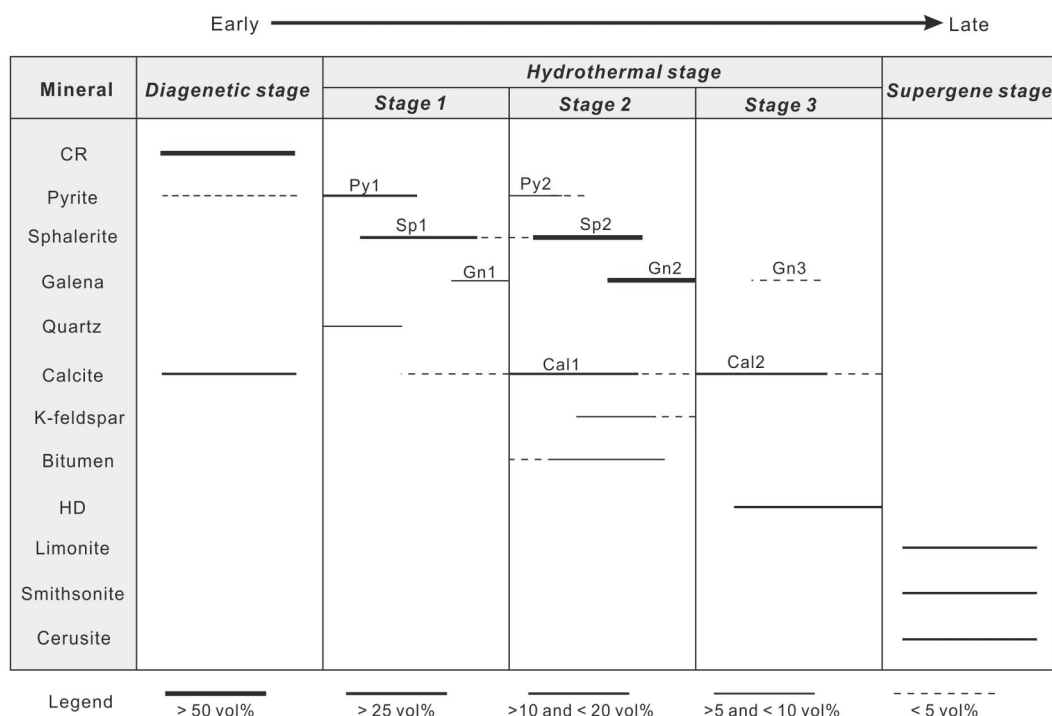 Early Late
Mineral Diagenetic stage Hydrothermal stage Supergene stage
Stage 1 Stage 2 Stage 3
CR
Pyrite Py1 Py2
Sphalerite Sp1 Sp2
Galena Gn1 Gn2 Gn3
Quartz
Calcite Cal1 Cal2
K-feldspar
Bitumen
HD
Limonite
Smithsonite
Cerusite
Legend > 50 vol% > 25 vol% >10 and < 20 vol% >5 and < 10 vol% < 5 vol%